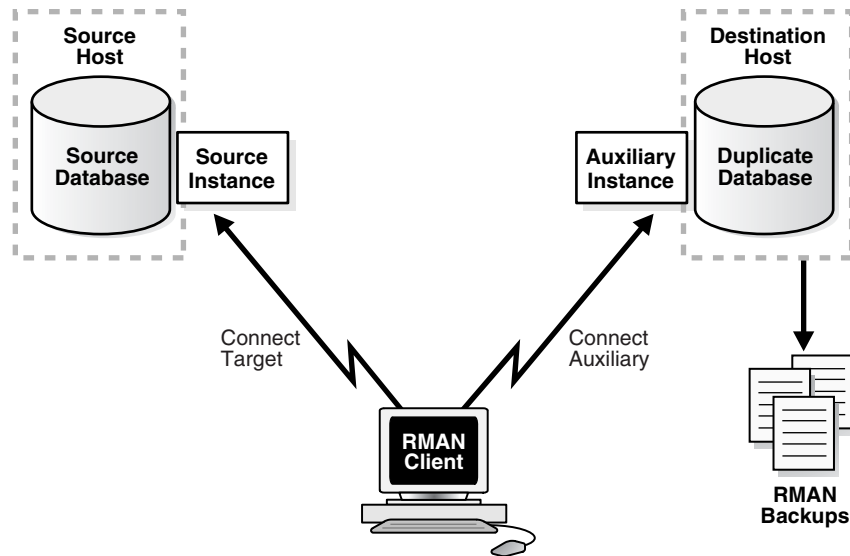 Source
Host
Source
Database
Source
Instance
Destination
Host
Auxiliary
Instance
Duplicate
Database
Connect
Target
Connect
Auxiliary
RMAN
Client
RMAN
Backups